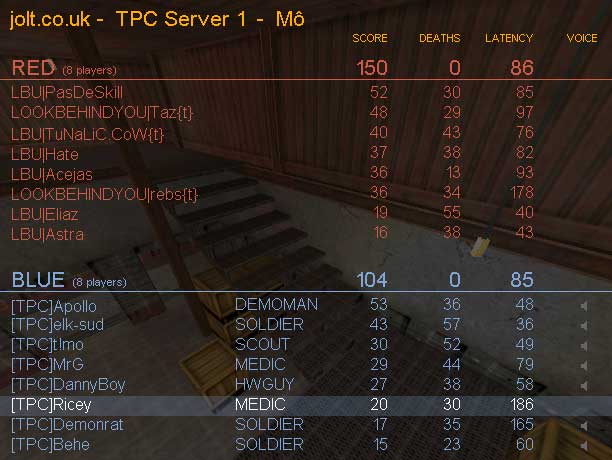 jolt.co.uk - TPC Server 1 - Mô
SCORE DEATHS LATENCY VOICE
RED (8 players) 150 0 86
LBU|PasDeSkill 52 30 85
LOOKBEHINDYOU|Taz{t} 48 29 97
LBU|TuNaLiC.CoW{t} 40 43 76
LBU|Hate 37 38 82
LBU|Acejas 36 13 93
LOOKBEHINDYOU|rebs{t} 36 34 178
LBU|Eliaz 19 55 40
LBU|Astra 16 38 43
BLUE (8 players) 104 0 85
[TPC]Apollo DEMOMAN 53 36 48
[TPC]elk-sud SOLDIER 43 57 36
[TPC]t!mo SCOUT 30 52 49
[TPC]MrG MEDIC 29 44 79
[TPC]DannyBoy HWGUY 27 38 58
[TPC]Ricey MEDIC 20 30 186
[TPC]Demonrat SOLDIER 17 35 165
[TPC]Behe SOLDIER 15 23 60